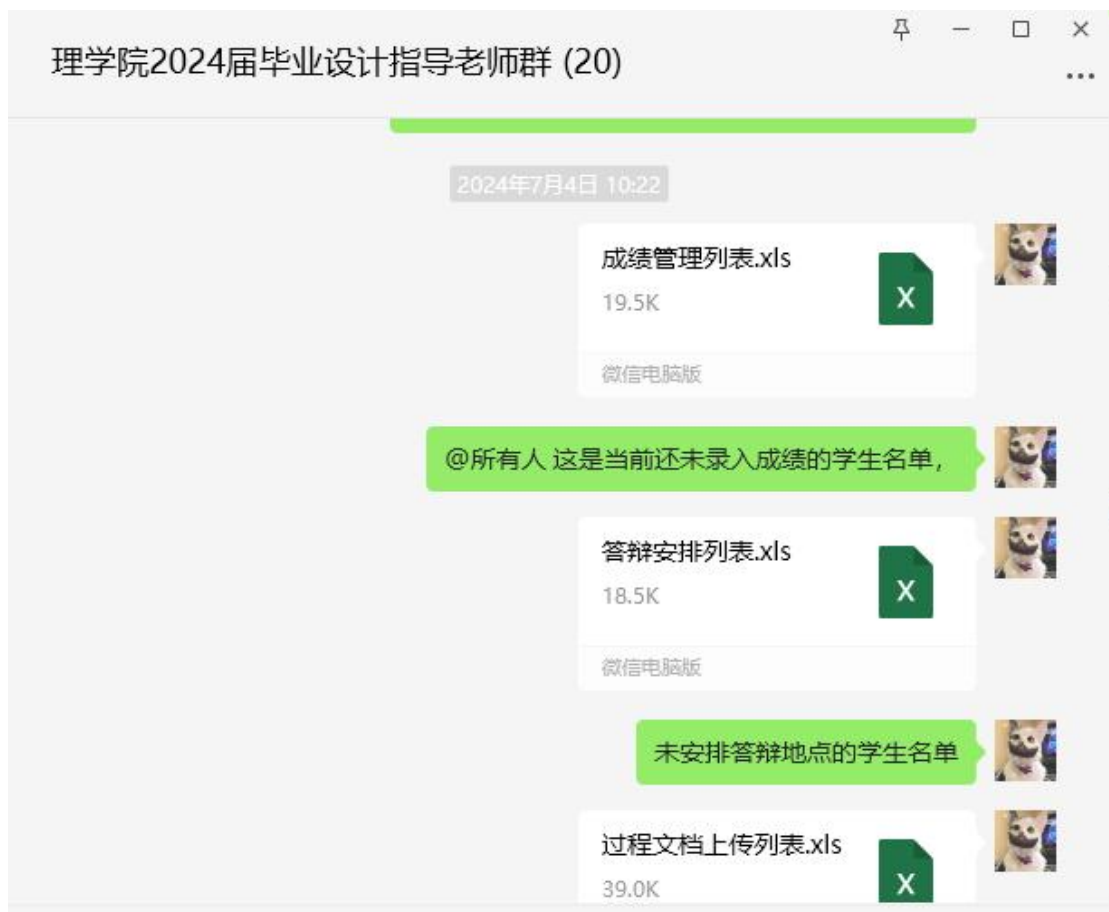 理学院2024届毕业设计指导老师群 (20)
2024年7月4日 10:22
成绩管理列表.xls
19.5K
X
微信电脑版
@所有人 这是当前还未录入成绩的学生名单,
答辩安排列表.xls
18.5K
X
微信电脑版
未安排答辩地点的学生名单
过程文档上传列表.xls
39.0K
X